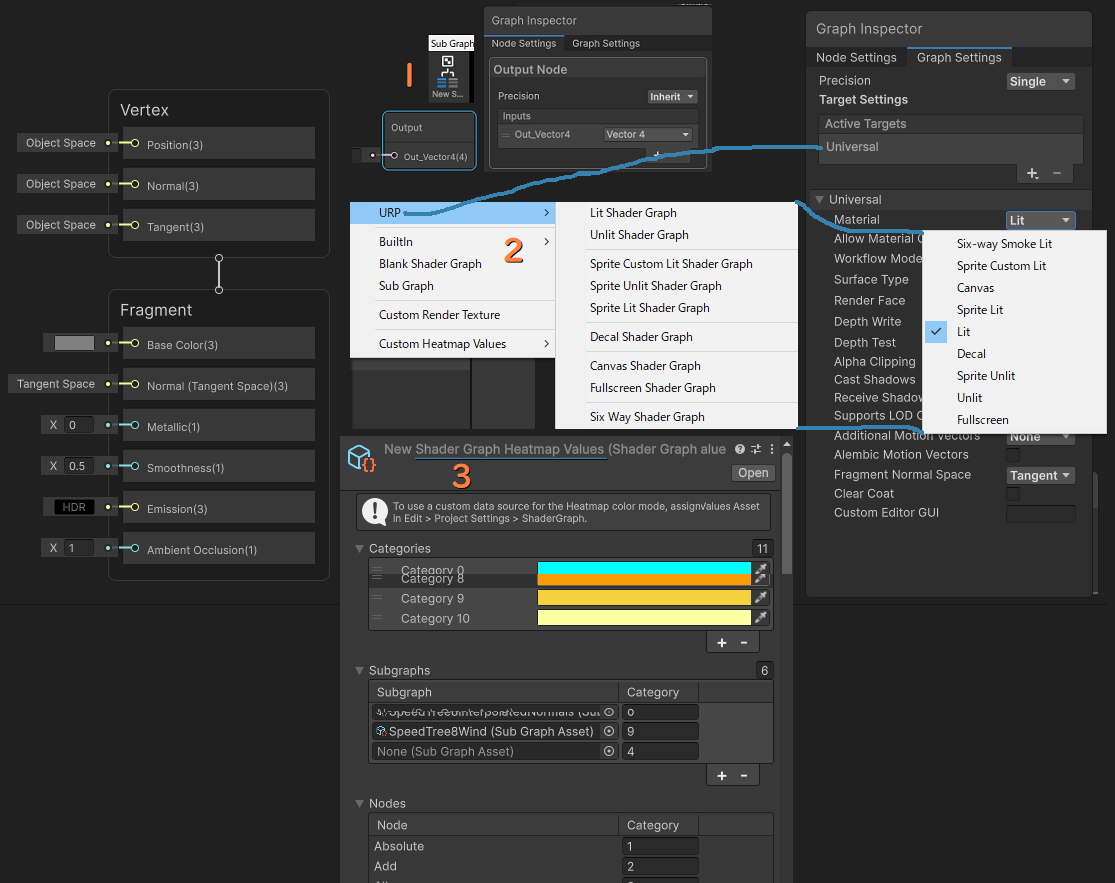 Vertex
Object Space
Position(3)
Object Space
Normal(3)
Object Space
Tangent(3)
Fragment
Base Color(3)
Tangent Space
Normal (Tangent Space)(3)
X 0
Metallic(1)
X 0.5
Smoothness(1)
HDR
Emission(3)
X 1
Ambient Occlusion(1)
1
Sub Graph
New S...
Output
Out_Vector4(4)
Graph Inspector
Node Settings
Graph Settings
Output Node
Precision
Inherit
Inputs
Out_Vector4
Vector 4
+
URP
BuiltIn
2
Blank Shader Graph
Sub Graph
Custom Render Texture
Custom Heatmap Values
Lit Shader Graph
Unlit Shader Graph
Sprite Custom Lit Shader Graph
Sprite Unlit Shader Graph
Sprite Lit Shader Graph
Decal Shader Graph
Canvas Shader Graph
Fullscreen Shader Graph
Six Way Shader Graph
Graph Inspector
Node Settings
Graph Settings
Precision
Single
Target Settings
Active Targets
Universal
+ -
Universal
Material
Lit
Allow Material
Workflow Mode
Surface Type
Render Face
Depth Write
Depth Test
Alpha Clipping
Cast Shadows
Receive Shadow
Supports LOD
Additional Motion Vectors
None
Alembic Motion Vectors
Fragment Normal Space
Tangent
Clear Coat
Custom Editor GUI
Six-way Smoke Lit
Sprite Custom Lit
Canvas
Sprite Lit
Lit
Decal
Sprite Unlit
Unlit
Fullscreen
New Shader Graph Heatmap Values (Shader Graph alue
3
Open
To use a custom data source for the Heatmap color mode, assignvalues Asset
in Edit > Project Settings > ShaderGraph.
Categories
11
Category 0
Category 8
Category 9
Category 10
+ -
Subgraphs
6
Subgraph
Category
0
SpeedTree8Wind (Sub Graph Asset)
9
None (Sub Graph Asset)
4
+ -
Nodes
Node
Category
Absolute
1
Add
2